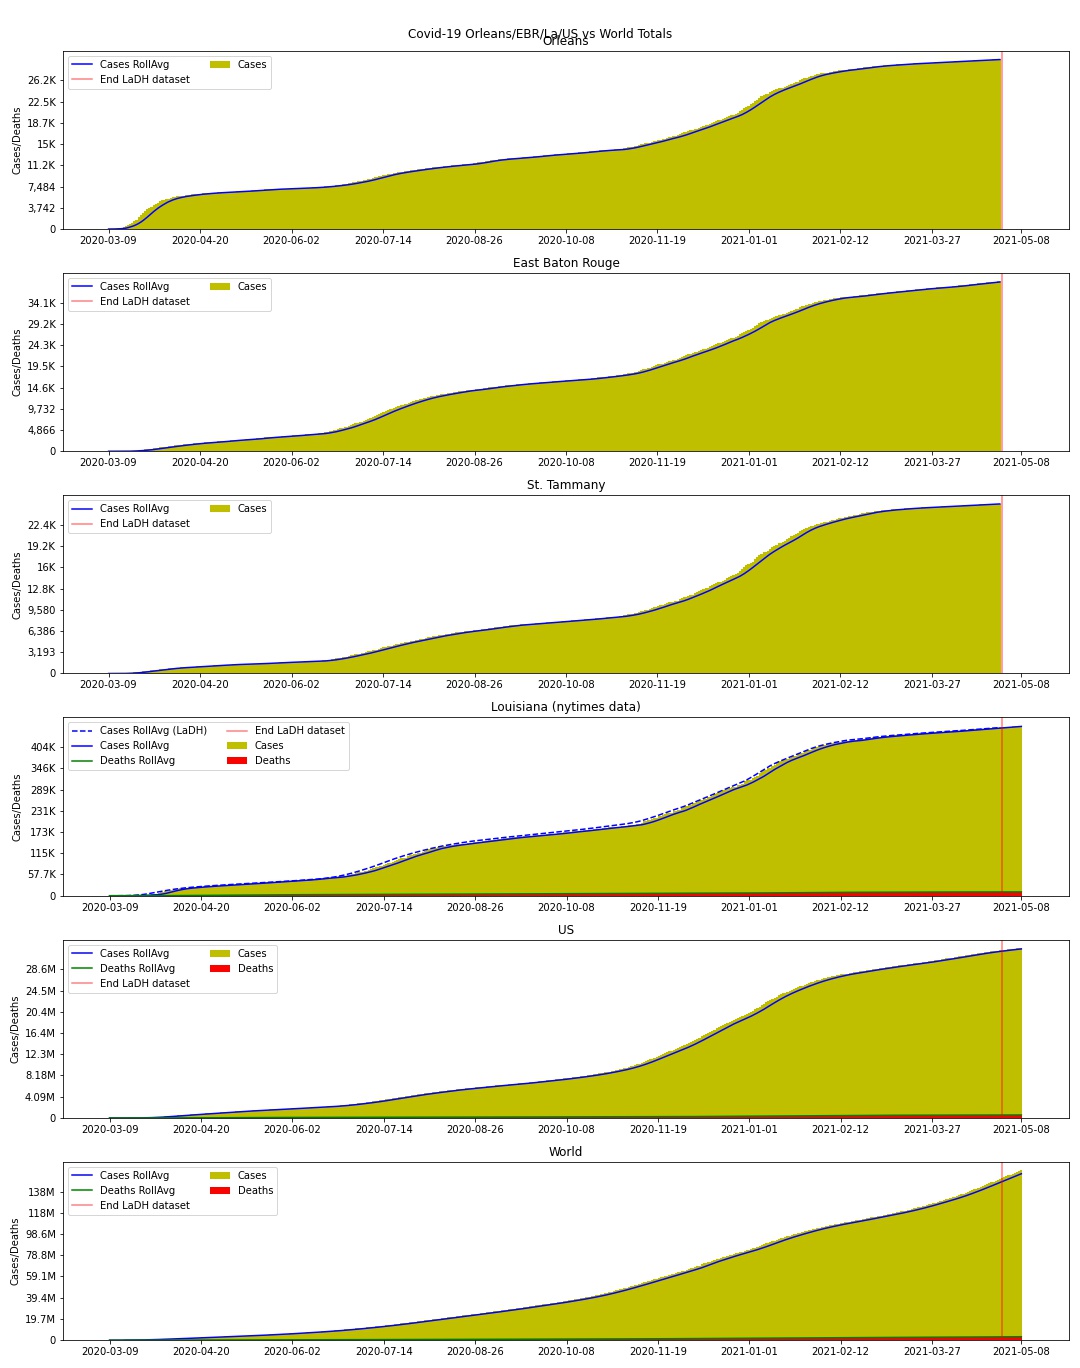 Covid-19 Orleans/EBR/La/US vs World Totals
Orleans
Cases RollAvg
End LaDH dataset
Cases
Cases/Deaths
26.2K
22.5K
18.7K
15K
11.2K
7,484
3,742
0
2020-03-09 2020-04-20 2020-06-02 2020-07-14 2020-08-26 2020-10-08 2020-11-19 2021-01-01 2021-02-12 2021-03-27 2021-05-08
East Baton Rouge
Cases RollAvg
End LaDH dataset
Cases
Cases/Deaths
34.1K
29.2K
24.3K
19.5K
14.6K
9,732
4,866
0
2020-03-09 2020-04-20 2020-06-02 2020-07-14 2020-08-26 2020-10-08 2020-11-19 2021-01-01 2021-02-12 2021-03-27 2021-05-08
St. Tammany
Cases RollAvg
End LaDH dataset
Cases
Cases/Deaths
22.4K
19.2K
16K
12.8K
9,580
6,386
3,193
0
2020-03-09 2020-04-20 2020-06-02 2020-07-14 2020-08-26 2020-10-08 2020-11-19 2021-01-01 2021-02-12 2021-03-27 2021-05-08
Louisiana (nytimes data)
Cases RollAvg (LaDH)
Cases RollAvg
Deaths RollAvg
End LaDH dataset
Cases
Deaths
Cases/Deaths
404K
346K
289K
231K
173K
115K
57.7K
0
2020-03-09 2020-04-20 2020-06-02 2020-07-14 2020-08-26 2020-10-08 2020-11-19 2021-01-01 2021-02-12 2021-03-27 2021-05-08
US
Cases RollAvg
Deaths RollAvg
End LaDH dataset
Cases
Deaths
Cases/Deaths
28.6M
24.5M
20.4M
16.4M
12.3M
8.18M
4.09M
0
2020-03-09 2020-04-20 2020-06-02 2020-07-14 2020-08-26 2020-10-08 2020-11-19 2021-01-01 2021-02-12 2021-03-27 2021-05-08
World
Cases RollAvg
Deaths RollAvg
End LaDH dataset
Cases
Deaths
Cases/Deaths
138M
118M
98.6M
78.8M
59.1M
39.4M
19.7M
0
2020-03-09 2020-04-20 2020-06-02 2020-07-14 2020-08-26 2020-10-08 2020-11-19 2021-01-01 2021-02-12 2021-03-27 2021-05-08